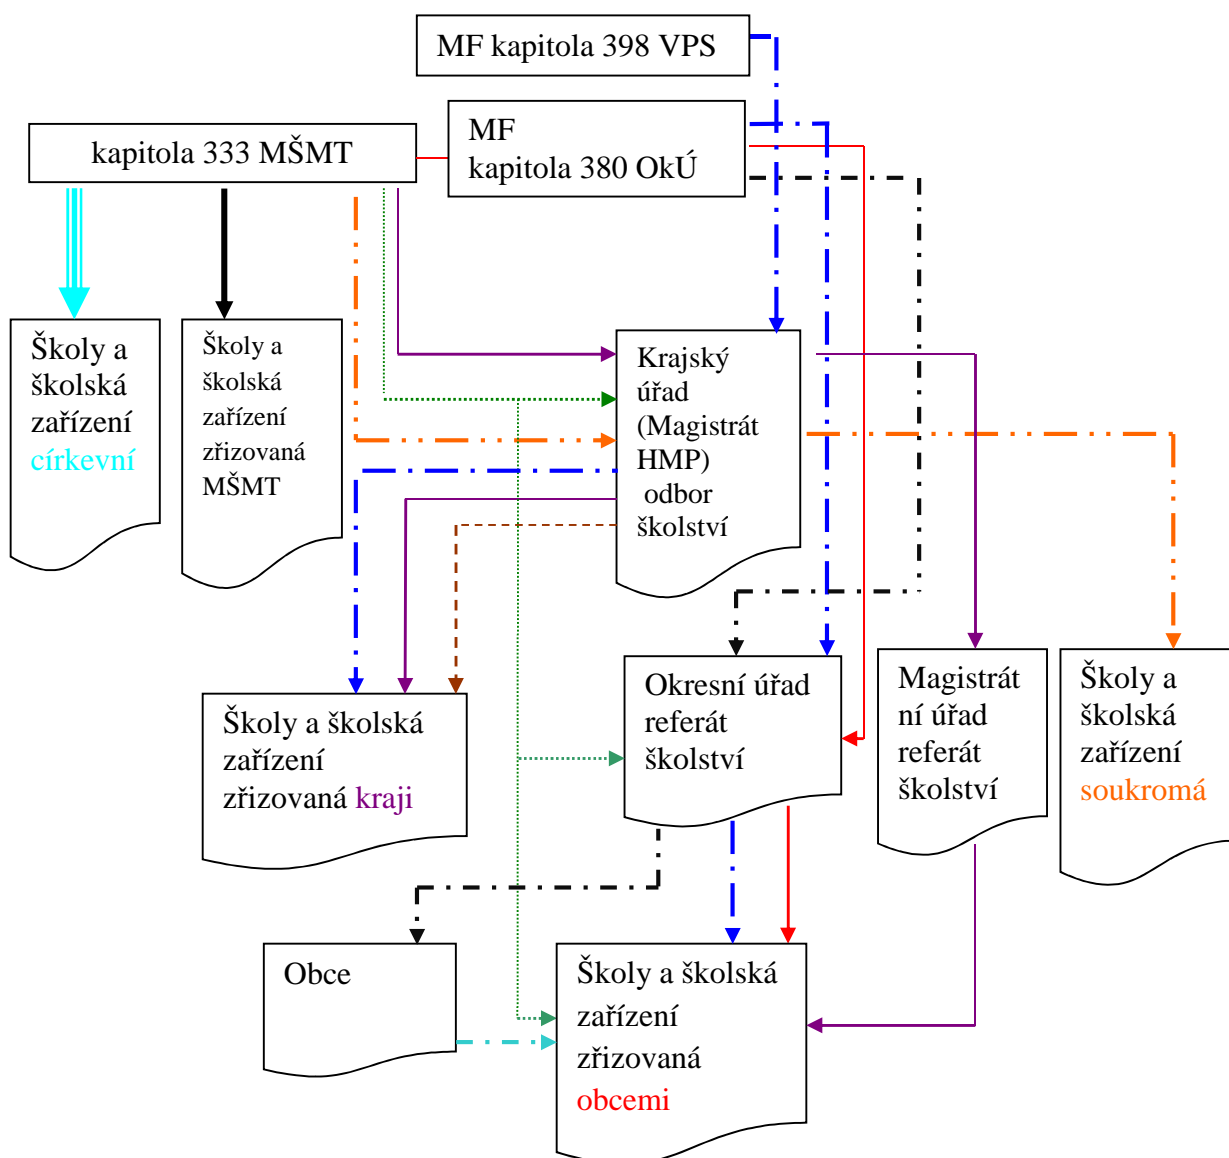 MF kapitola 398 VPS
MF
kapitola 380 OkÚ
kapitola 333 MŠMT
Školy a
školská
zařízení
církevní
Školy a
školská
zařízení
zřizovaná
MŠMT
Krajský
úřad
(Magistrát
HMP)
odbor
školství
Školy a školská
zařízení
zřizovaná kraji
Okresní úřad
referát
školství
Magistrát
ní úřad
referát
školství
Školy a
školská
zařízení
soukromá
Obce
Školy a školská
zařízení
zřizovaná
obcemi